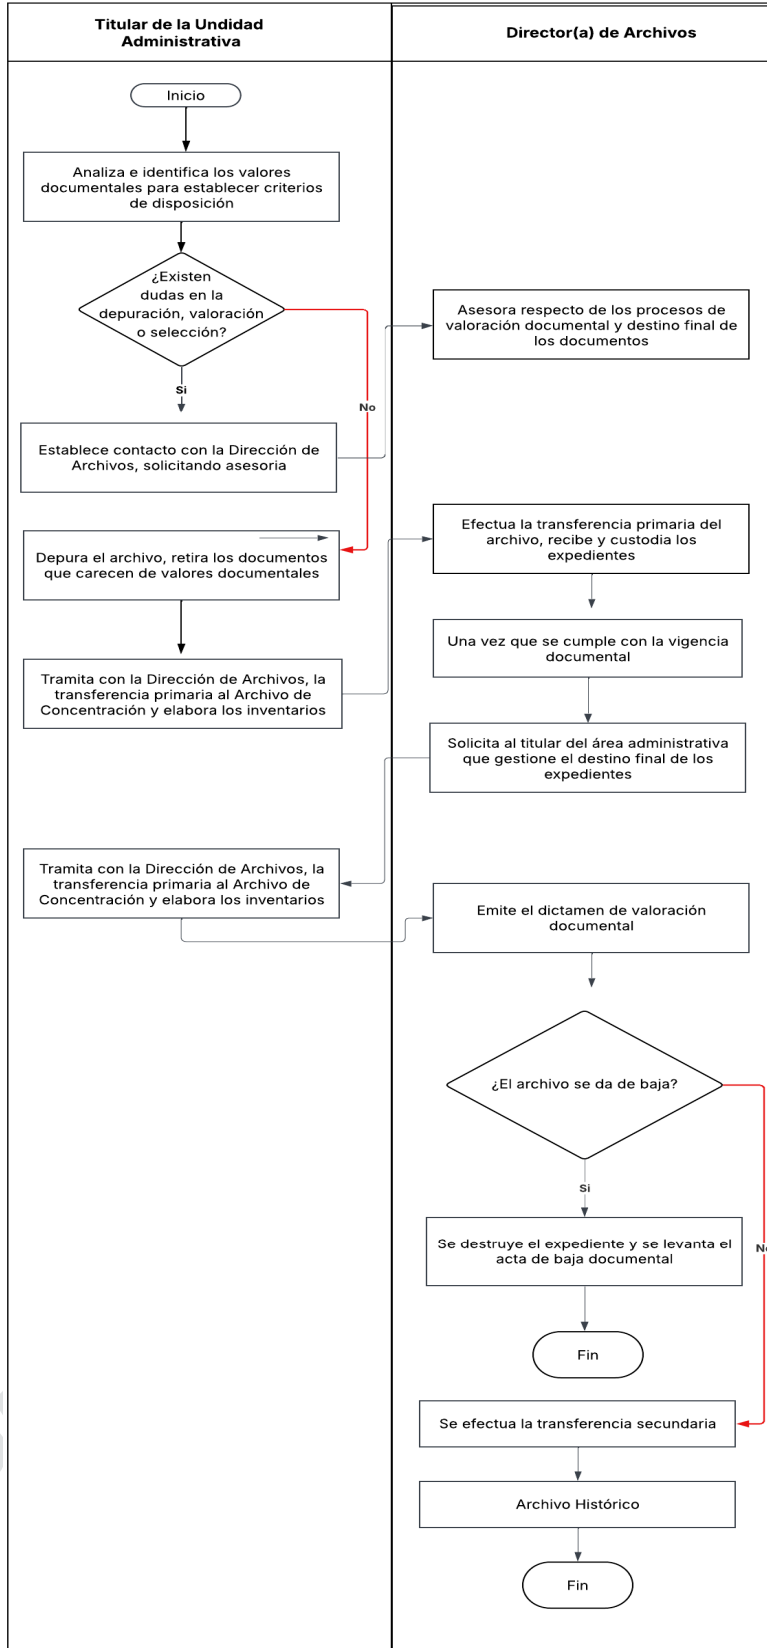 Titular de la Undidad
Administrativa
Director(a) de Archivos
Inicio
Analiza e identifica los valores
documentales para establecer criterios
de disposición
¿Existen
dudas en la
depuración, valoración
o selección?
Asesora respecto de los procesos de
valoración documental y destino final de
los documentos
Si
No
Establece contacto con la Dirección de
Archivos, solicitando asesoria
Efectua la transferencia primaria del
archivo, recibe y custodia los
expedientes
Depura el archivo, retira los documentos
que carecen de valores documentales
Una vez que se cumple con la vigencia
documental
Tramita con la Dirección de Archivos, la
transferencia primaria al Archivo de
Concentración y elabora los inventarios
Solicita al titular del área administrativa
que gestione el destino final de los
expedientes
Tramita con la Dirección de Archivos, la
transferencia primaria al Archivo de
Concentración y elabora los inventarios
Emite el dictamen de valoración
documental
¿El archivo se da de baja?
Si
No
Se destruye el expediente y se levanta el
acta de baja documental
Fin
Se efectua la transferencia secundaria
Archivo Histórico
Fin